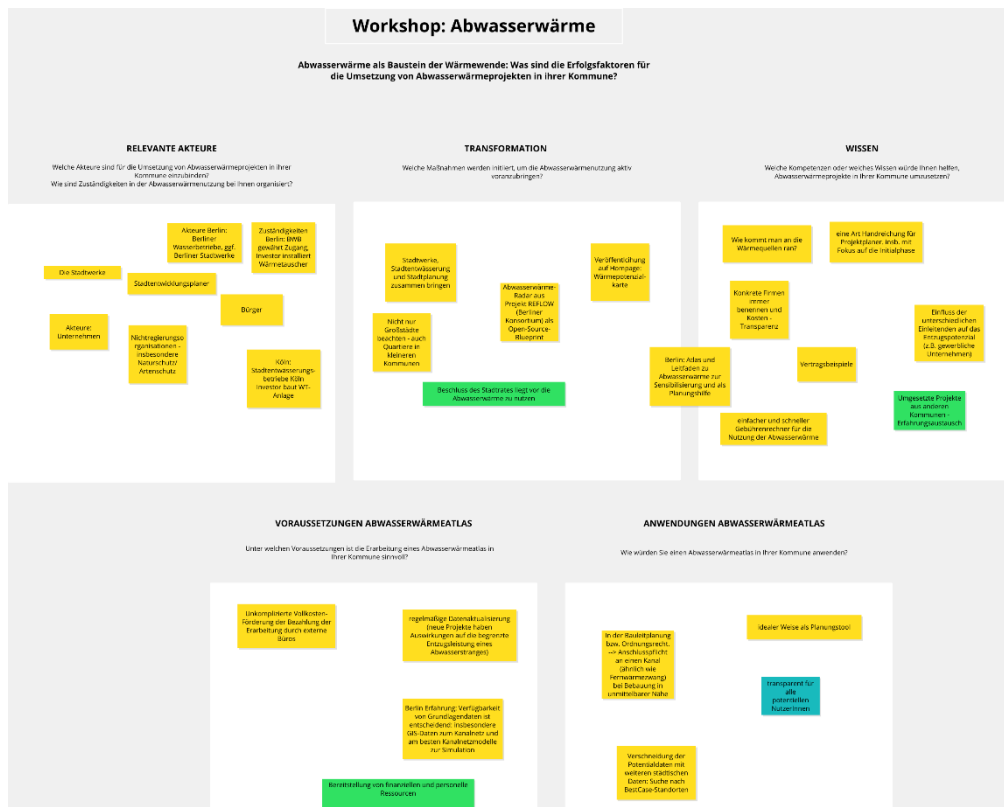 Workshop: Abwasserwärme
Abwasserwärme als Baustein der Wärmewende: Was sind die Erfolgsfaktoren für
die Umsetzung von Abwasserwärmeprojekten in ihrer Kommune?
RELEVANTE AKTEURE
Welche Akteure sind für die Umsetzung von Abwasserwärmeprojekten in ihrer
Kommune einzubinden?
Wie sind Zuständigkeiten in der Abwasserwärmenutzung bei Ihnen organisiert?
Akteure Berlin:
Berliner
Wasserbetriebe, ggf.
Berliner Stadtwerke
Zuständigkeiten
Berlin: BWB
gewährt Zugang,
Investor installiert
Wärmetauscher
Die Stadtwerke
Stadtentwicklungsplaner
Bürger
Akteure:
Unternehmen
Nichtregierungso
rganisationen -
insbesondere
Naturschutz/
Artenschutz
Köln:
Stadtentwässerungs-
betriebe Köln
Investor baut WT-
Anlage
TRANSFORMATION
Welche Maßnahmen werden initiiert, um die Abwasserwärmenutzung aktiv
voranzubringen?
Stadtwerke,
Stadtentwässerung
und Stadtplanung
zusammen bringen
Veröffentlichung
auf Hompage:
Wärmepotenzial-
karte
Abwasserwärme-
Radar aus
Projekt REFLOW
(Berliner
Konsortium) als
Open-Source-
Blueprint
Nicht nur
Großstädte
beachten - auch
Quartiere in
kleineren
Kommunen
Beschluss des Stadtrates liegt vor die
Abwasserwärme zu nutzen
Berlin: Atlas und
Leitfaden zu
Abwasserwärme zur
Sensibilisierung und als
Planungshilfe
WISSEN
Welche Kompetenzen oder welches Wissen würde Ihnen helfen,
Abwasserwärmeprojekte in Ihrer Kommune umzusetzen?
Wie kommt man an die
Wärmequellen ran?
eine Art Handreichung für
Projektplaner, insb. mit
Fokus auf die Initialphase
Konkrete Firmen
immer
benennen und
Kosten -
Transparenz
Einfluss der
unterschiedlichen
Einleitenden auf das
Entzugspotenzial
(z.B. gewerbliche
Unternehmen)
Vertragsbeispiele
Umgesetzte Projekte
aus anderen
Kommunen -
Erfahrungsaustausch
einfacher und schneller
Gebührenrechner für die
Nutzung der Abwasserwärme
VORAUSSETZUNGEN ABWASSERWÄRMEATLAS
Unter welchen Voraussetzungen ist die Erarbeitung eines Abwasserwärmeatlas in
Ihrer Kommune sinnvoll?
Unkomplizierte Vollkosten-
Förderung der Bezahlung der
Erarbeitung durch externe
Büros
regelmäßige Datenaktualisierung
(neue Projekte haben
Auswirkungen auf die begrenzte
Entzugsleistung eines
Abwasserstranges)
Berlin Erfahrung: Verfügbarkeit
von Grundlagendaten ist
entscheidend: insbesondere
GIS-Daten zum Kanalnetz und
am besten Kanalnetzmodelle
zur Simulation
Bereitstellung von finanziellen und personelle
Ressourcen
ANWENDUNGEN ABWASSERWÄRMEATLAS
Wie würden Sie einen Abwasserwärmeatlas in Ihrer Kommune anwenden?
Idealer Weise als Planungstool
In der Bauleitplanung
bzw. Ordnungsrecht.
--> Anschlusspflicht
an einen Kanal
(ähnlich wie
Fernwärmezwang)
bei Bebauung in
unmittelbarer Nähe
transparent für
alle
potentiellen
Nutzerinnen
Verschneidung der
Potentialdaten mit
weiteren städtischen
Daten; Suche nach
BestCase-Standorten